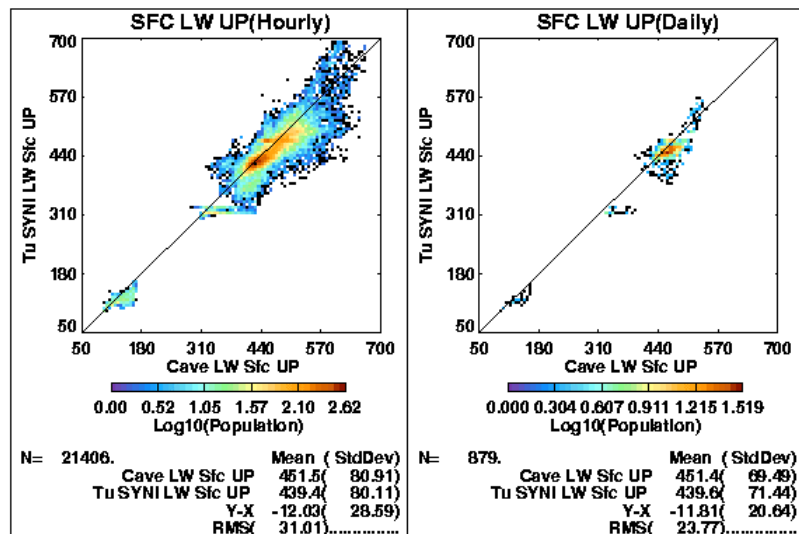 SFC LW UP(Hourly)
700
570
440
310
180
50
Tu SYNI LW Sfc UP
50 180 310 440 570 700
Cave LW Sfc UP
0.00 0.52 1.05 1.57 2.10 2.62
Log10(Population)
N= 21406. Mean ( StdDev)
Cave LW Sfc UP 451.5( 80.91)
Tu SYNI LW Sfc UP 439.4( 80.11)
Y-X -12.03( 28.59)
RMS( 31.01)...............
SFC LW UP(Daily)
700
570
440
310
180
50
Tu SYNI LW Sfc UP
50 180 310 440 570 700
Cave LW Sfc UP
0.000 0.304 0.607 0.911 1.215 1.519
Log10(Population)
N= 879. Mean ( StdDev)
Cave LW Sfc UP 451.4( 69.49)
Tu SYNI LW Sfc UP 439.6( 71.44)
Y-X -11.81( 20.64)
RMS( 23.77)...............